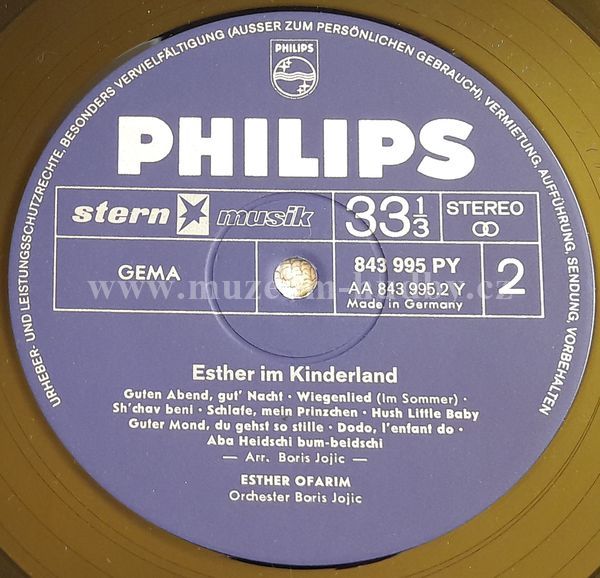 URHEBER- UND LEISTUNGSSCHUTZRECHTE, BESONDERS VERVIELFÄLTIGUNG (AUSSER ZUM PERSÖNLICHEN GEBRAUCH), VERMIETUNG, AUFFÜHRUNG, SENDUNG, VORBEHALTEN
PHILIPS
PHILIPS
stern musik 33 1/3 STEREO
GEMA 843 995 PY 2
AA 843 995.2 Y
Made in Germany
Esther im Kinderland
Guten Abend, gut' Nacht · Wiegenlied (Im Sommer) ·
Sh'chav beni · Schlafe, mein Prinzchen · Hush Little Baby
Guter Mond, du gehst so stille · Dodo, l'enfant do ·
Aba Heidschi bum-beidschi
— Arr. Boris Jojic —
ESTHER OFARIM
Orchester Boris Jojic